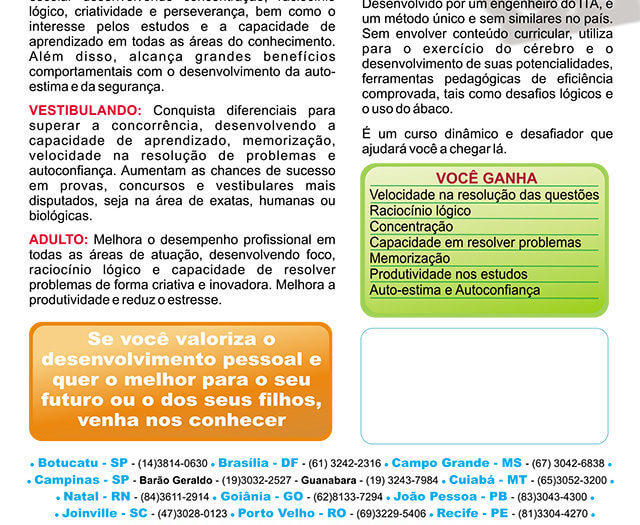 lógico, criatividade e perseverança, bem como o
interesse pelos estudos e a capacidade de
aprendizado em todas as áreas do conhecimento.
Além disso, alcança grandes benefícios
comportamentais com o desenvolvimento da auto-
estima e da segurança.
VESTIBULANDO: Conquista diferenciais para
superar a concorrência, desenvolvendo a
capacidade de aprendizado, memorização,
velocidade na resolução de problemas e
autoconfiança. Aumentam as chances de sucesso
em provas, concursos e vestibulares mais
disputados, seja na área de exatas, humanas ou
biológicas.
ADULTO: Melhora o desempenho profissional em
todas as áreas de atuação, desenvolvendo foco,
raciocínio lógico e capacidade de resolver
problemas de forma criativa e inovadora. Melhora a
produtividade e reduz o estresse.
Se você valoriza o
desenvolvimento pessoal e
quer o melhor para o seu
futuro ou o dos seus filhos,
venha nos conhecer
Desenvolvido por um engenheiro do ITA, é
um método único e sem similares no país.
Sem envolver conteúdo curricular, utiliza
para o exercício do cérebro e o
desenvolvimento de suas potencialidades,
ferramentas pedagógicas de eficiência
comprovada, tais como desafios lógicos e
o uso do ábaco.
É um curso dinâmico e desafiador que
ajudará você a chegar lá.
VOCÊ GANHA
Velocidade na resolução das questões
Raciocínio lógico
Concentração
Capacidade em resolver problemas
Memorização
Produtividade nos estudos
Auto-estima e Autoconfiança
• Botucatu - SP - (14)3814-0630 • Brasília - DF - (61) 3242-2316 • Campo Grande - MS - (67) 3042-6838 •
• Campinas - SP - Barão Geraldo - (19)3032-2527 - Guanabara - (19) 3243-7984 • Cuiabá - MT - (65)3052-3200 •
• Natal - RN - (84)3611-2914 • Goiânia - GO - (62)8133-7294 • João Pessoa - PB - (83)3043-4300 •
• Joinville - SC - (47)3028-0123 • Porto Velho - RO - (69)3229-5406 • Recife - PE - (81)3304-4270 •